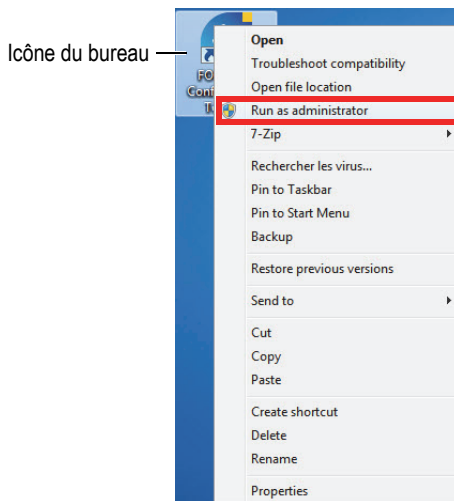 Icône du bureau
Open
Troubleshoot compatibility
Open file location
Run as administrator
7-Zip
Rechercher les virus...
Pin to Taskbar
Pin to Start Menu
Backup
Restore previous versions
Send to
Cut
Copy
Paste
Create shortcut
Delete
Rename
Properties